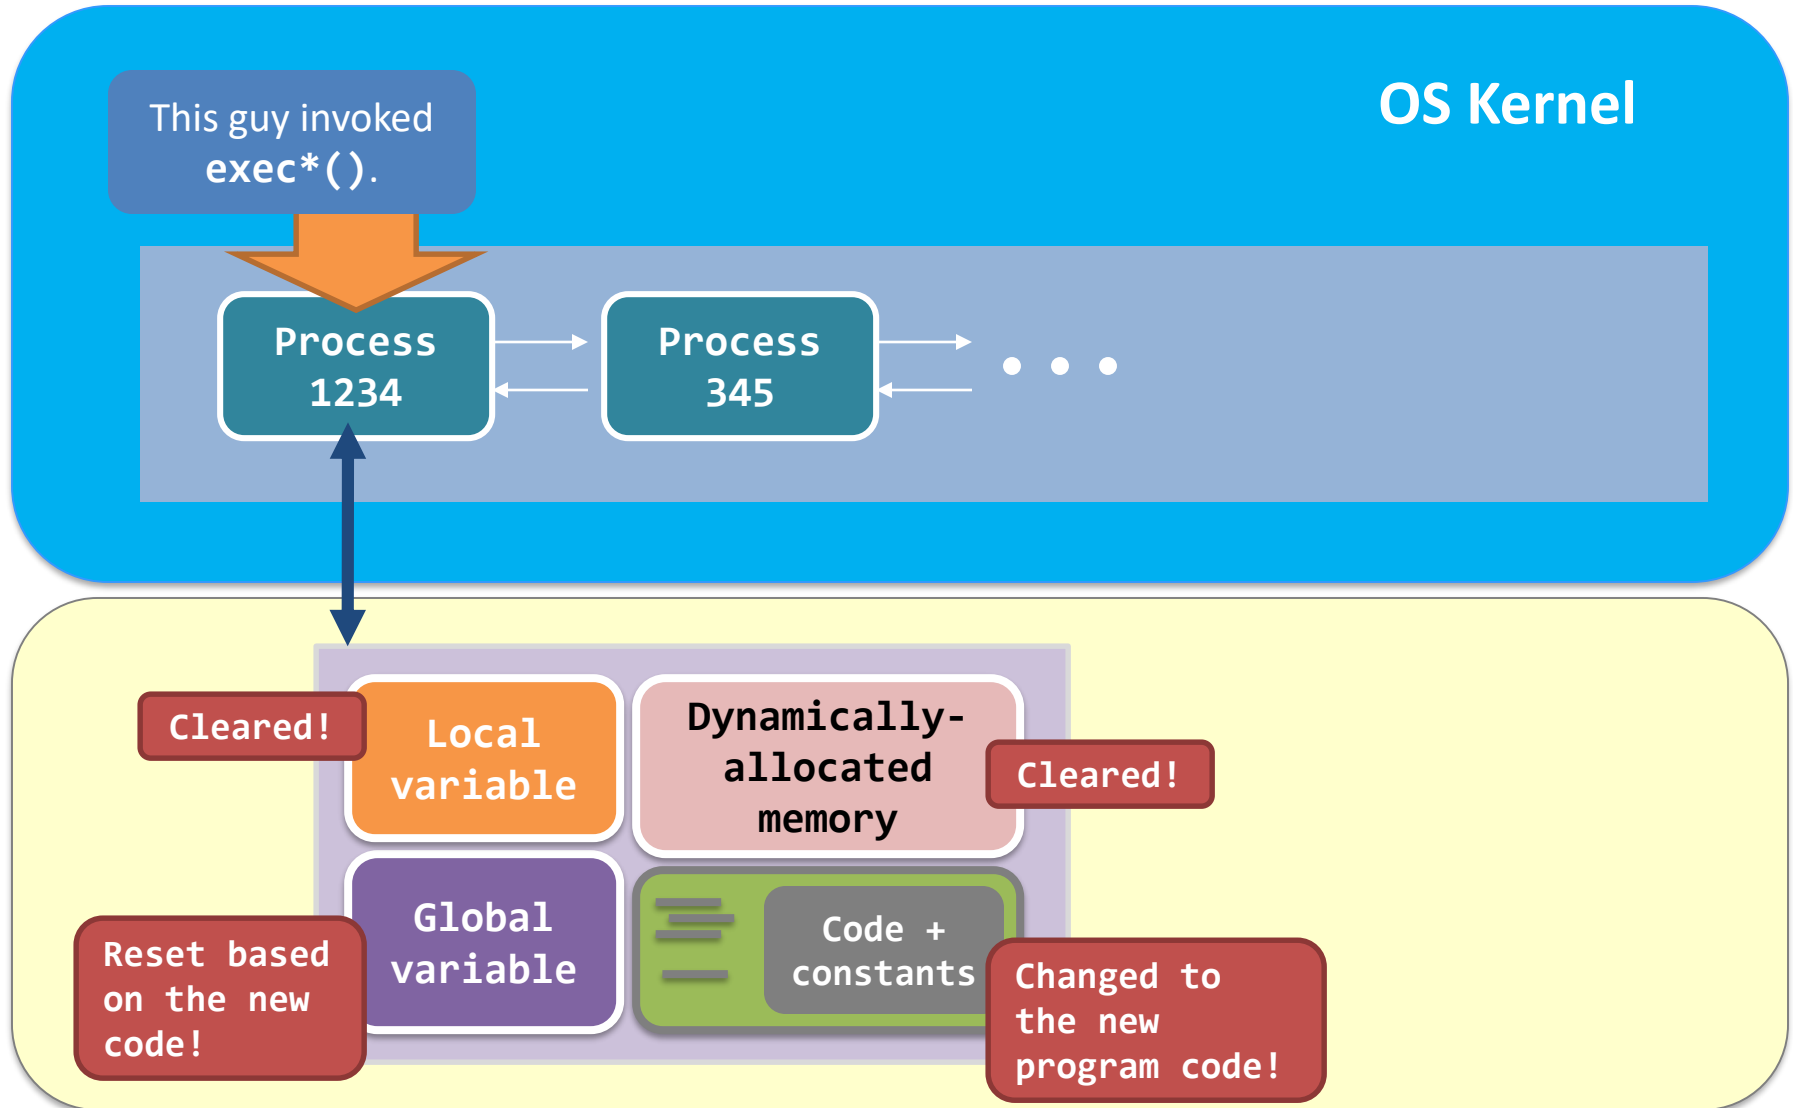 OS Kernel
This guy invoked
exec*().
Process
1234
Process
345
Cleared!
Local
variable
Dynamically-
allocated
memory
Cleared!
Global
variable
Reset based
on the new
code!
Code +
constants
Changed to
the new
program code!